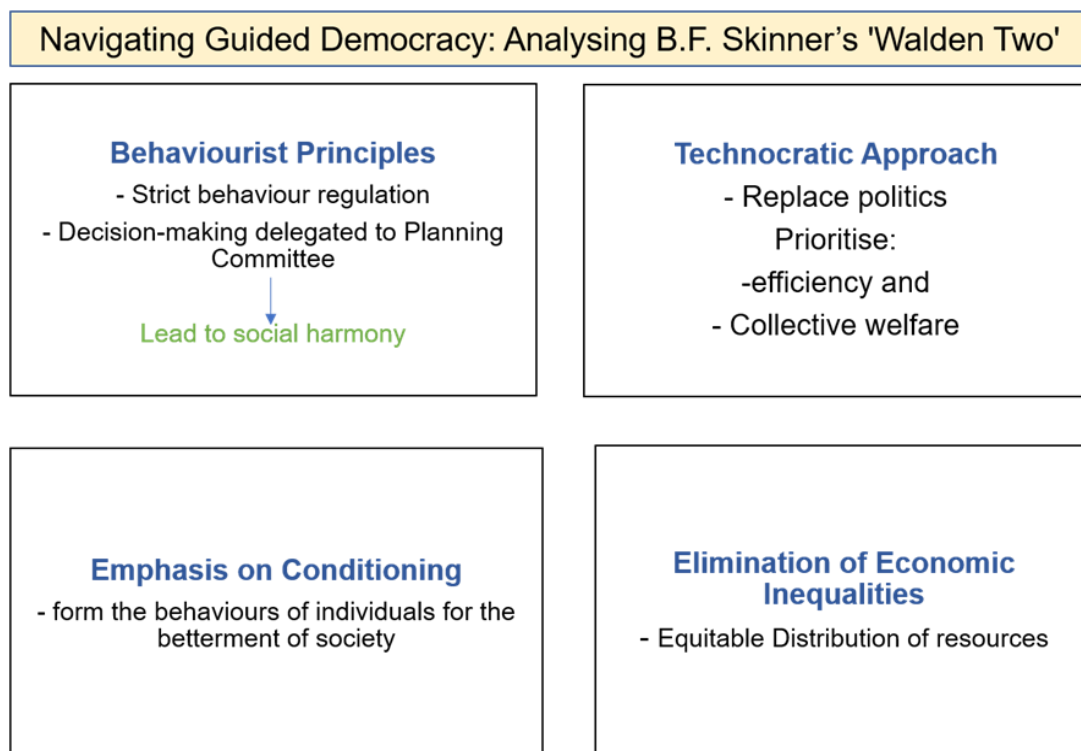 Navigating Guided Democracy: Analysing B.F. Skinner’s 'Walden Two'
Behaviourist Principles
- Strict behaviour regulation
- Decision-making delegated to Planning
Committee
Lead to social harmony
Technocratic Approach
- Replace politics
Prioritise:
-efficiency and
- Collective welfare
Emphasis on Conditioning
- form the behaviours of individuals for the
betterment of society
Elimination of Economic
Inequalities
- Equitable Distribution of resources